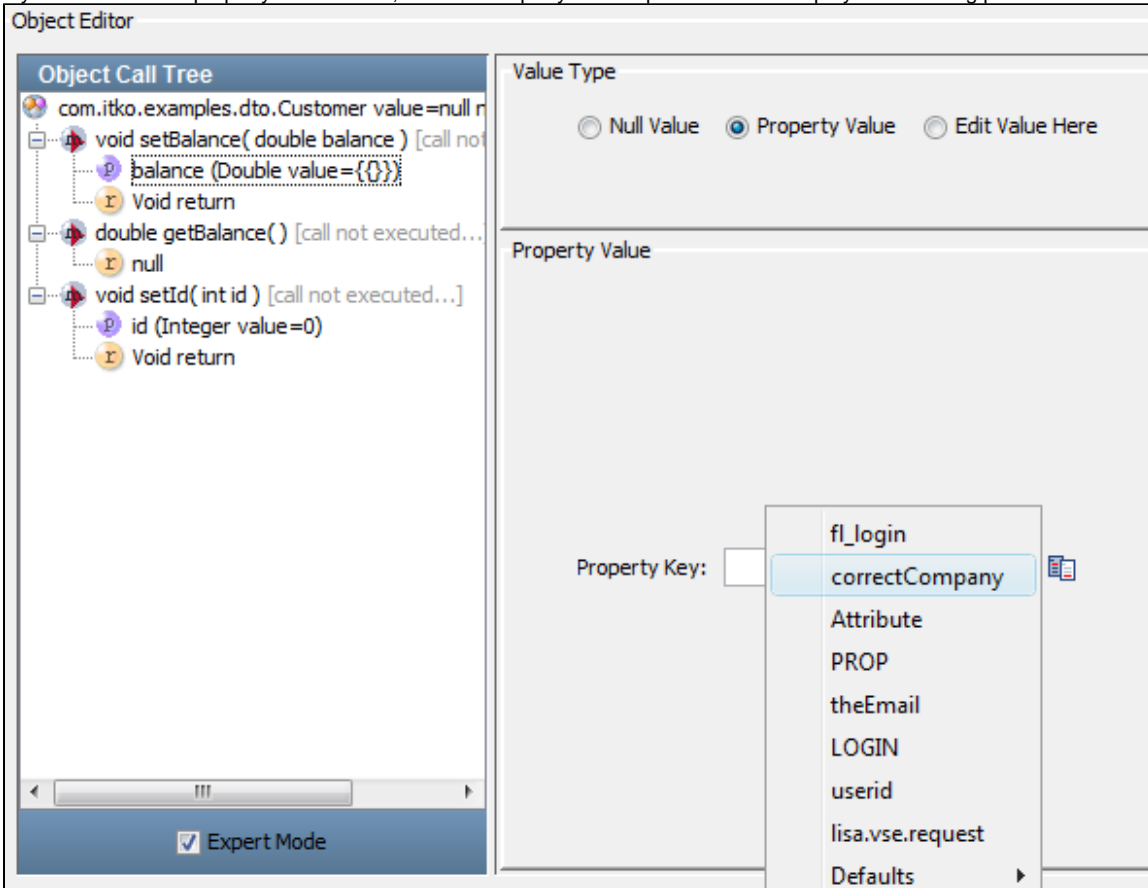 Object Editor
Object Call Tree
com.itko.examples.dto.Customer value=null n
void setBalance( double balance ) [call not
balance (Double value={{}})
Void return
double getBalance( ) [call not executed...]
null
void setId( int id ) [call not executed...]
id (Integer value=0)
Void return
Expert Mode
Value Type
Null Value Property Value Edit Value Here
Property Value
Property Key:
fl_login
correctCompany
Attribute
PROP
theEmail
LOGIN
userid
lisa.vse.request
Defaults